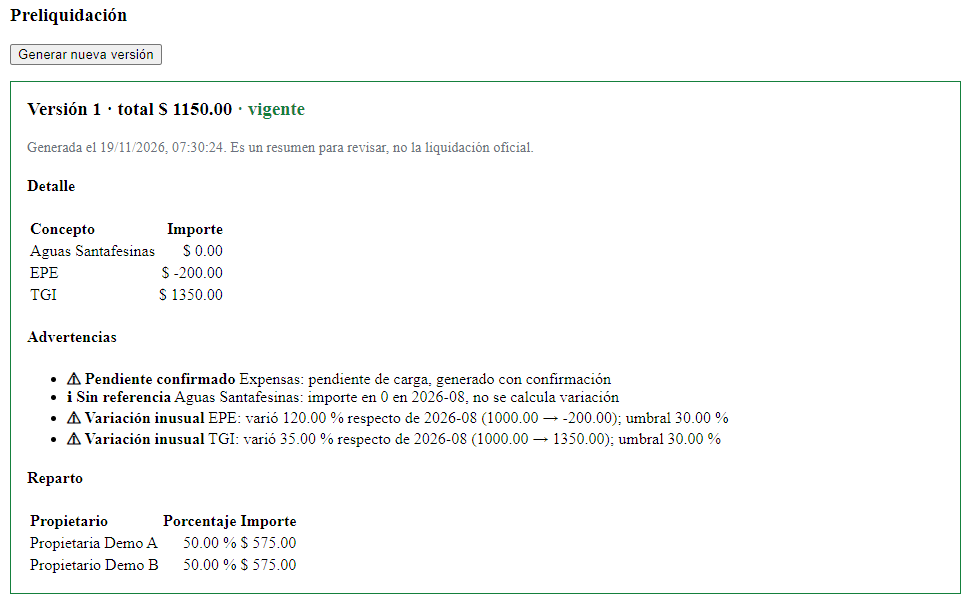 Preliquidación
Generar nueva versión
Versión 1 · total $ 1150.00 · vigente
Generada el 19/11/2026, 07:30:24. Es un resumen para revisar, no la liquidación oficial.
Detalle
Concepto Importe
Aguas Santafesinas $ 0.00
EPE $ -200.00
TGI $ 1350.00
Advertencias
• ⚠ Pendiente confirmado Expensas: pendiente de carga, generado con confirmación
• ℹ Sin referencia Aguas Santafesinas: importe en 0 en 2026-08, no se calcula variación
• ⚠ Variación inusual EPE: varió 120.00 % respecto de 2026-08 (1000.00 → -200.00); umbral 30.00 %
• ⚠ Variación inusual TGI: varió 35.00 % respecto de 2026-08 (1000.00 → 1350.00); umbral 30.00 %
Reparto
Propietario Porcentaje Importe
Propietaria Demo A 50.00 % $ 575.00
Propietario Demo B 50.00 % $ 575.00